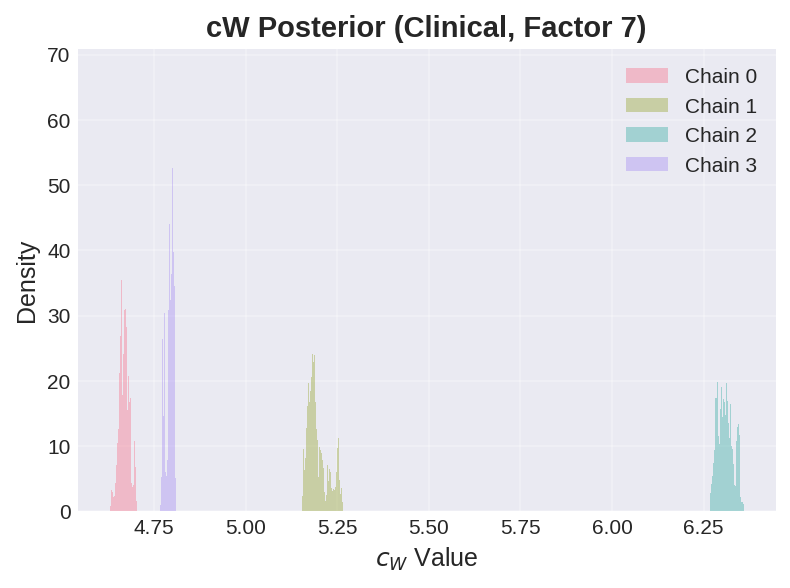 cW Posterior (Clinical, Factor 7)
70
60
50
40
30
20
10
0
Density
Chain 0
Chain 1
Chain 2
Chain 3
4.75 5.00 5.25 5.50 5.75 6.00 6.25
c_W Value